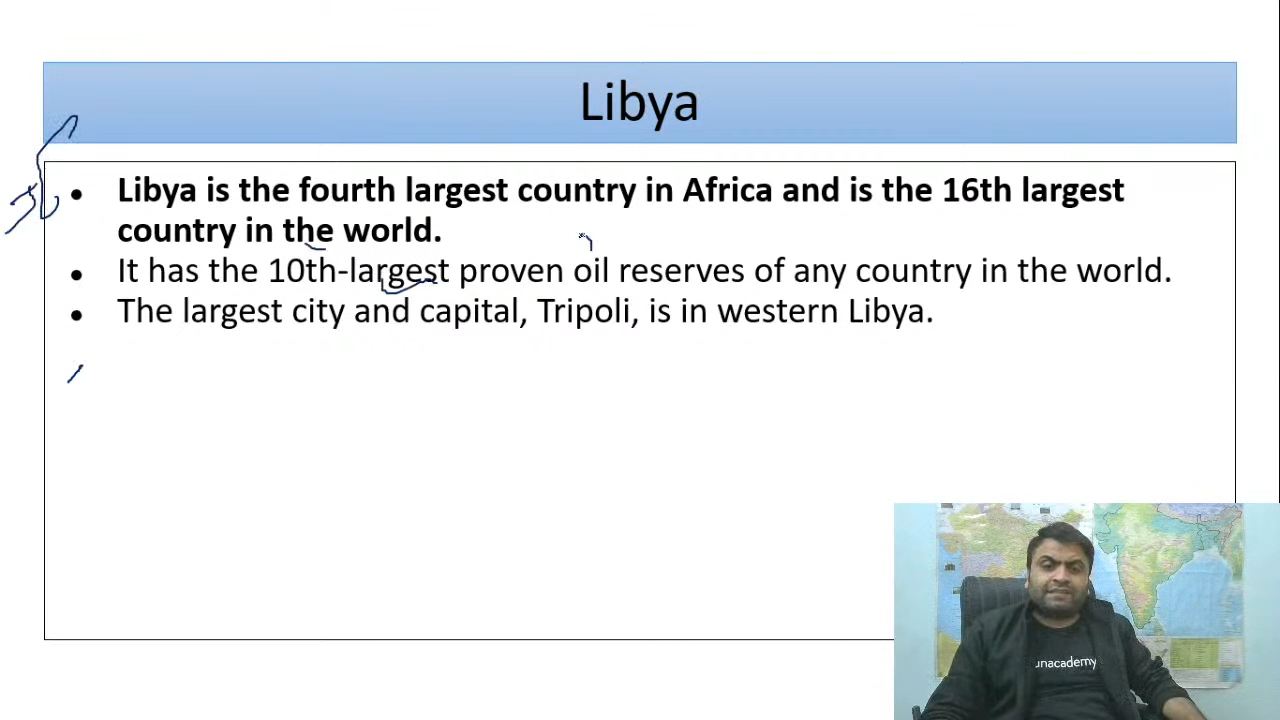 Libya
• Libya is the fourth largest country in Africa and is the 16th largest
country in the world.
• It has the 10th-largest proven oil reserves of any country in the world.
• The largest city and capital, Tripoli, is in western Libya.
unacademy